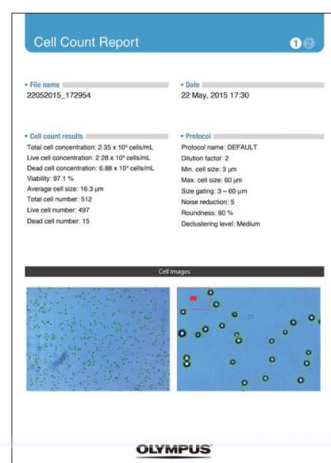 Cell Count Report
1 2
• File name
22052015_172954
• Date
22 May, 2015 17:30
• Cell count results
Total cell concentration: 2.35 x 10⁶ cells/mL
Live cell concentration: 2.28 x 10⁶ cells/mL
Dead cell concentration: 6.88 x 10⁴ cells/mL
Viability: 97.1 %
Average cell size: 16.3 μm
Total cell number: 512
Live cell number: 497
Dead cell number: 15
• Protocol
Protocol name: DEFAULT
Dilution factor: 2
Min. cell size: 3 μm
Max. cell size: 60 μm
Size gating: 3 – 60 μm
Noise reduction: 5
Roundness: 60 %
Declustering level: Medium
Cell images
OLYMPUS